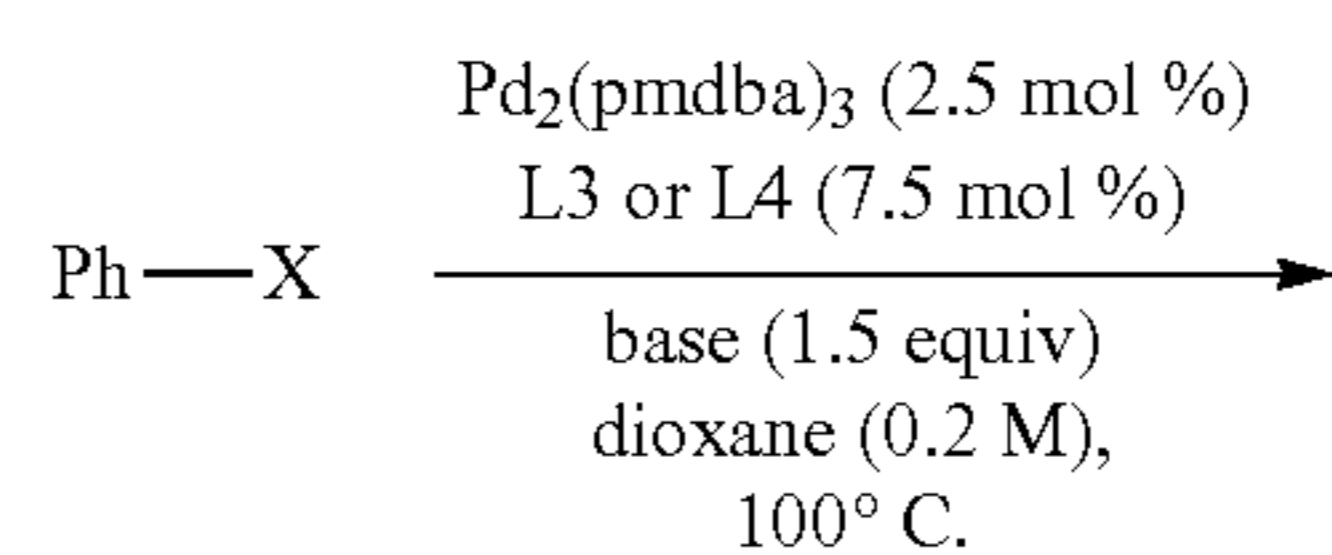 Pd₂(pmdba)₃ (2.5 mol %)
L3 or L4 (7.5 mol %)
Ph—X
base (1.5 equiv)
dioxane (0.2 M),
100° C.